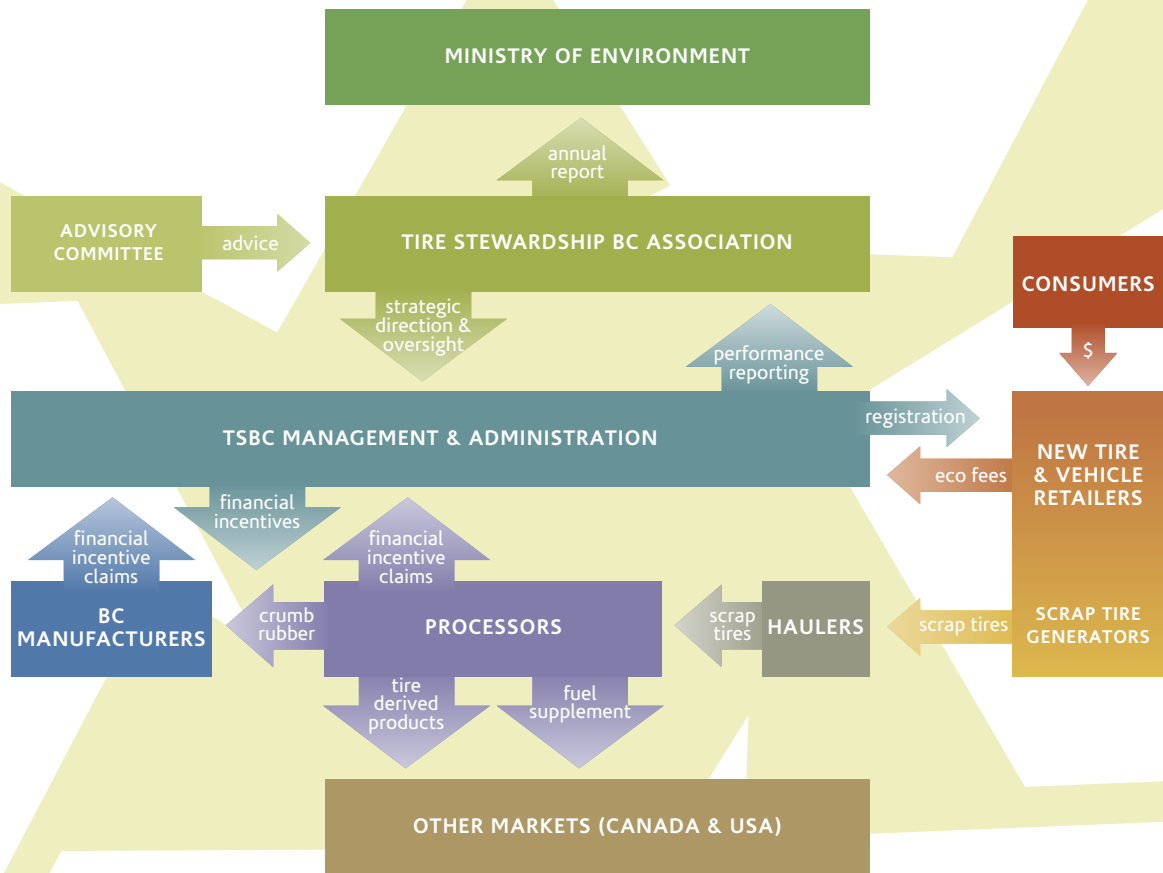 MINISTRY OF ENVIRONMENT
annual
report
ADVISORY
COMMITTEE
advice
TIRE STEWARDSHIP BC ASSOCIATION
CONSUMERS
strategic
direction &
oversight
performance
reporting
$
registration
TSBC MANAGEMENT & ADMINISTRATION
NEW TIRE
& VEHICLE
RETAILERS
eco fees
financial
incentives
financial
incentive
claims
financial
incentive
claims
BC
MANUFACTURERS
crumb
rubber
PROCESSORS
scrap
tires
HAULERS
scrap tires
SCRAP TIRE
GENERATORS
tire
derived
products
fuel
supplement
OTHER MARKETS (CANADA & USA)